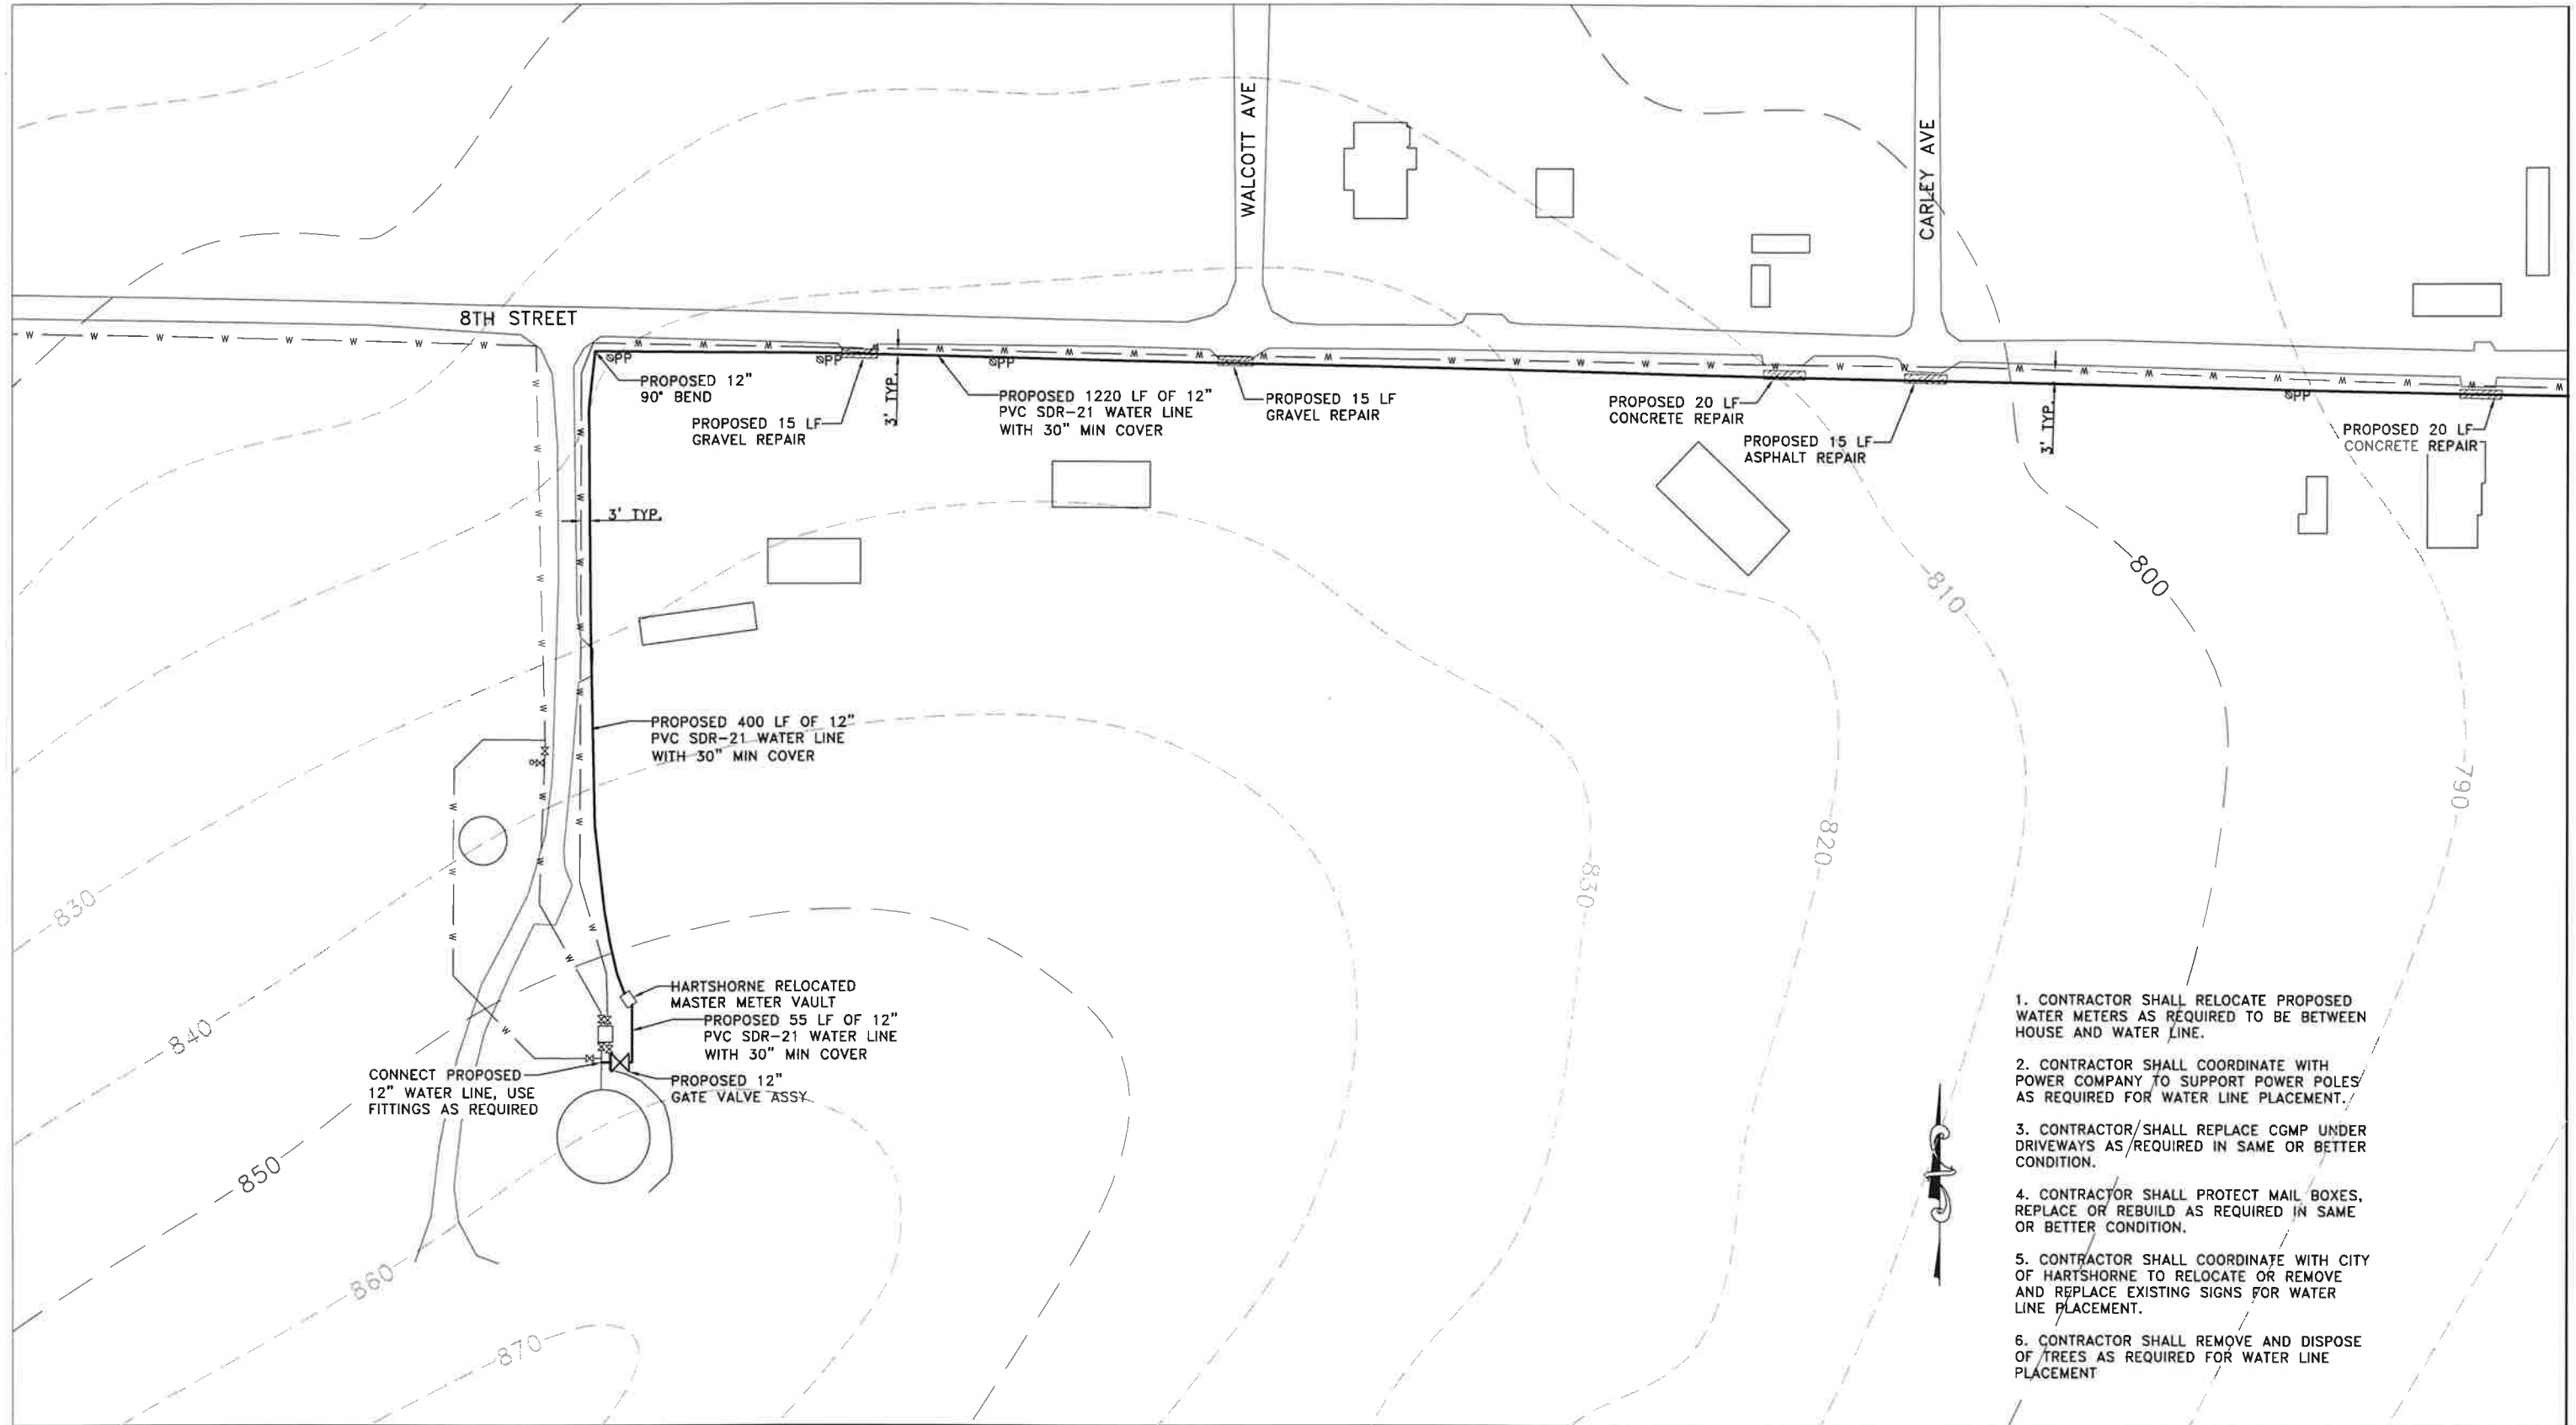 WALCOTT AVE
CARLEY AVE
8TH STREET
W W W W W W W W
W W W W W W W W W W W W W W W W W W W W W W W W W W
PP
PP
PP
PP
PROPOSED 12"
90° BEND
PROPOSED 15 LF
GRAVEL REPAIR
3' TYP.
PROPOSED 1220 LF OF 12"
PVC SDR-21 WATER LINE
WITH 30" MIN COVER
PROPOSED 15 LF
GRAVEL REPAIR
PROPOSED 20 LF
CONCRETE REPAIR
PROPOSED 15 LF
ASPHALT REPAIR
3' TYP.
PROPOSED 20 LF
CONCRETE REPAIR
3' TYP.
800
810
790
820
830
830
840
850
860
870
PROPOSED 400 LF OF 12"
PVC SDR-21 WATER LINE
WITH 30" MIN COVER
HARTSHORNE RELOCATED
MASTER METER VAULT
PROPOSED 55 LF OF 12"
PVC SDR-21 WATER LINE
WITH 30" MIN COVER
CONNECT PROPOSED
12" WATER LINE, USE
FITTINGS AS REQUIRED
PROPOSED 12"
GATE VALVE ASSY.
1. CONTRACTOR SHALL RELOCATE PROPOSED
WATER METERS AS REQUIRED TO BE BETWEEN
HOUSE AND WATER LINE.
2. CONTRACTOR SHALL COORDINATE WITH
POWER COMPANY TO SUPPORT POWER POLES
AS REQUIRED FOR WATER LINE PLACEMENT.
3. CONTRACTOR SHALL REPLACE CGMP UNDER
DRIVEWAYS AS REQUIRED IN SAME OR BETTER
CONDITION.
4. CONTRACTOR SHALL PROTECT MAIL BOXES,
REPLACE OR REBUILD AS REQUIRED IN SAME
OR BETTER CONDITION.
5. CONTRACTOR SHALL COORDINATE WITH CITY
OF HARTSHORNE TO RELOCATE OR REMOVE
AND REPLACE EXISTING SIGNS FOR WATER
LINE PLACEMENT.
6. CONTRACTOR SHALL REMOVE AND DISPOSE
OF TREES AS REQUIRED FOR WATER LINE
PLACEMENT